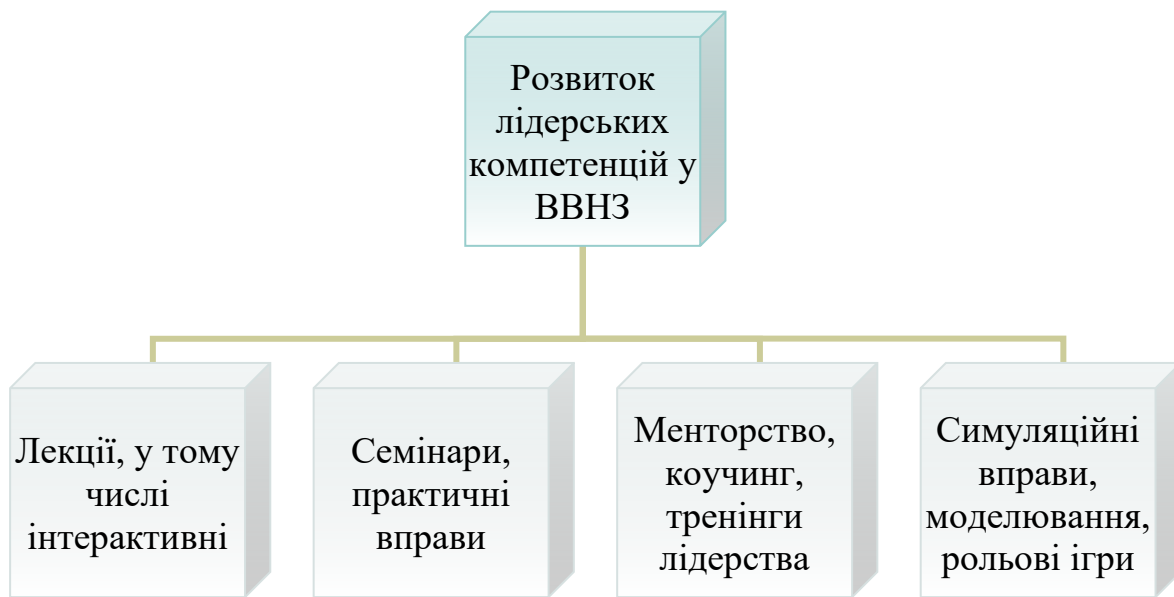 Розвиток
лідерських
компетенцій у
ВВНЗ
Лекції, у тому
числі
інтерактивні
Семінари,
практичні
вправи
Менторство,
коучинг,
тренінги
лідерства
Симуляційні
вправи,
моделювання,
рольові ігри